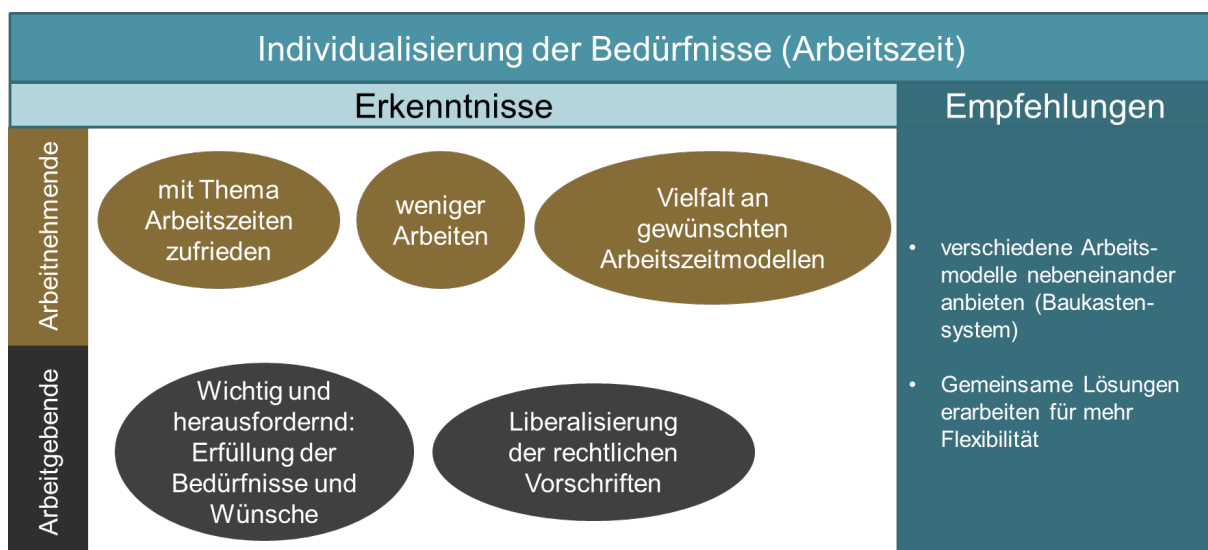 Individualisierung der Bedürfnisse (Arbeitszeit)
Erkenntnisse
Empfehlungen
Arbeitnehmende
mit Thema
Arbeitszeiten
zufrieden
weniger
Arbeiten
Vielfalt an
gewünschten
Arbeitszeitmodellen
Arbeitgebende
Wichtig und
herausfordernd:
Erfüllung der
Bedürfnisse und
Wünsche
Liberalisierung
der rechtlichen
Vorschriften
• verschiedene Arbeits-
modelle nebeneinander
anbieten (Baukasten-
system)
• Gemeinsame Lösungen
erarbeiten für mehr
Flexibilität